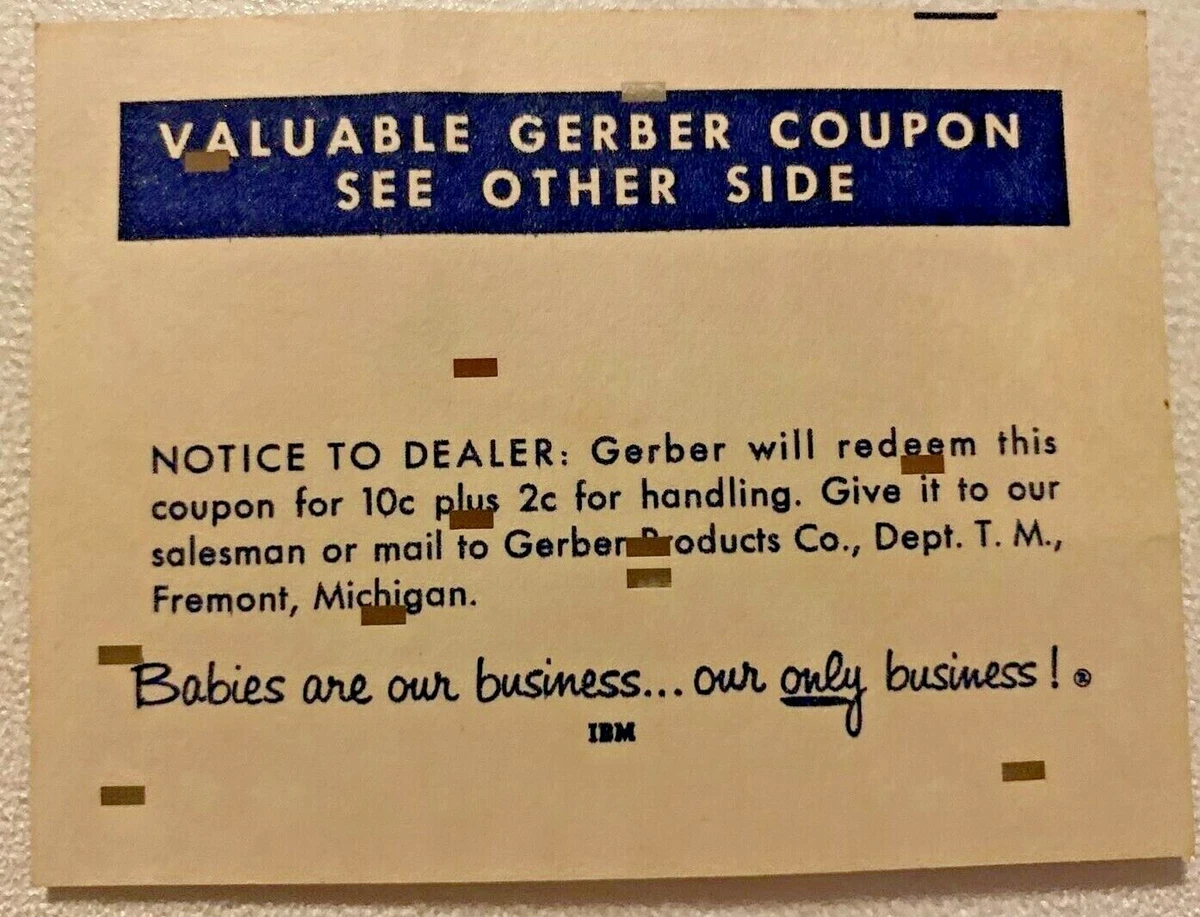 VALUABLE GERBER COUPON
SEE OTHER SIDE
NOTICE TO DEALER: Gerber will redeem this
coupon for 10c plus 2c for handling. Give it to our
salesman or mail to Gerber Products Co., Dept. T. M.,
Fremont, Michigan.
Babies are our business... our only business! ®
IBM